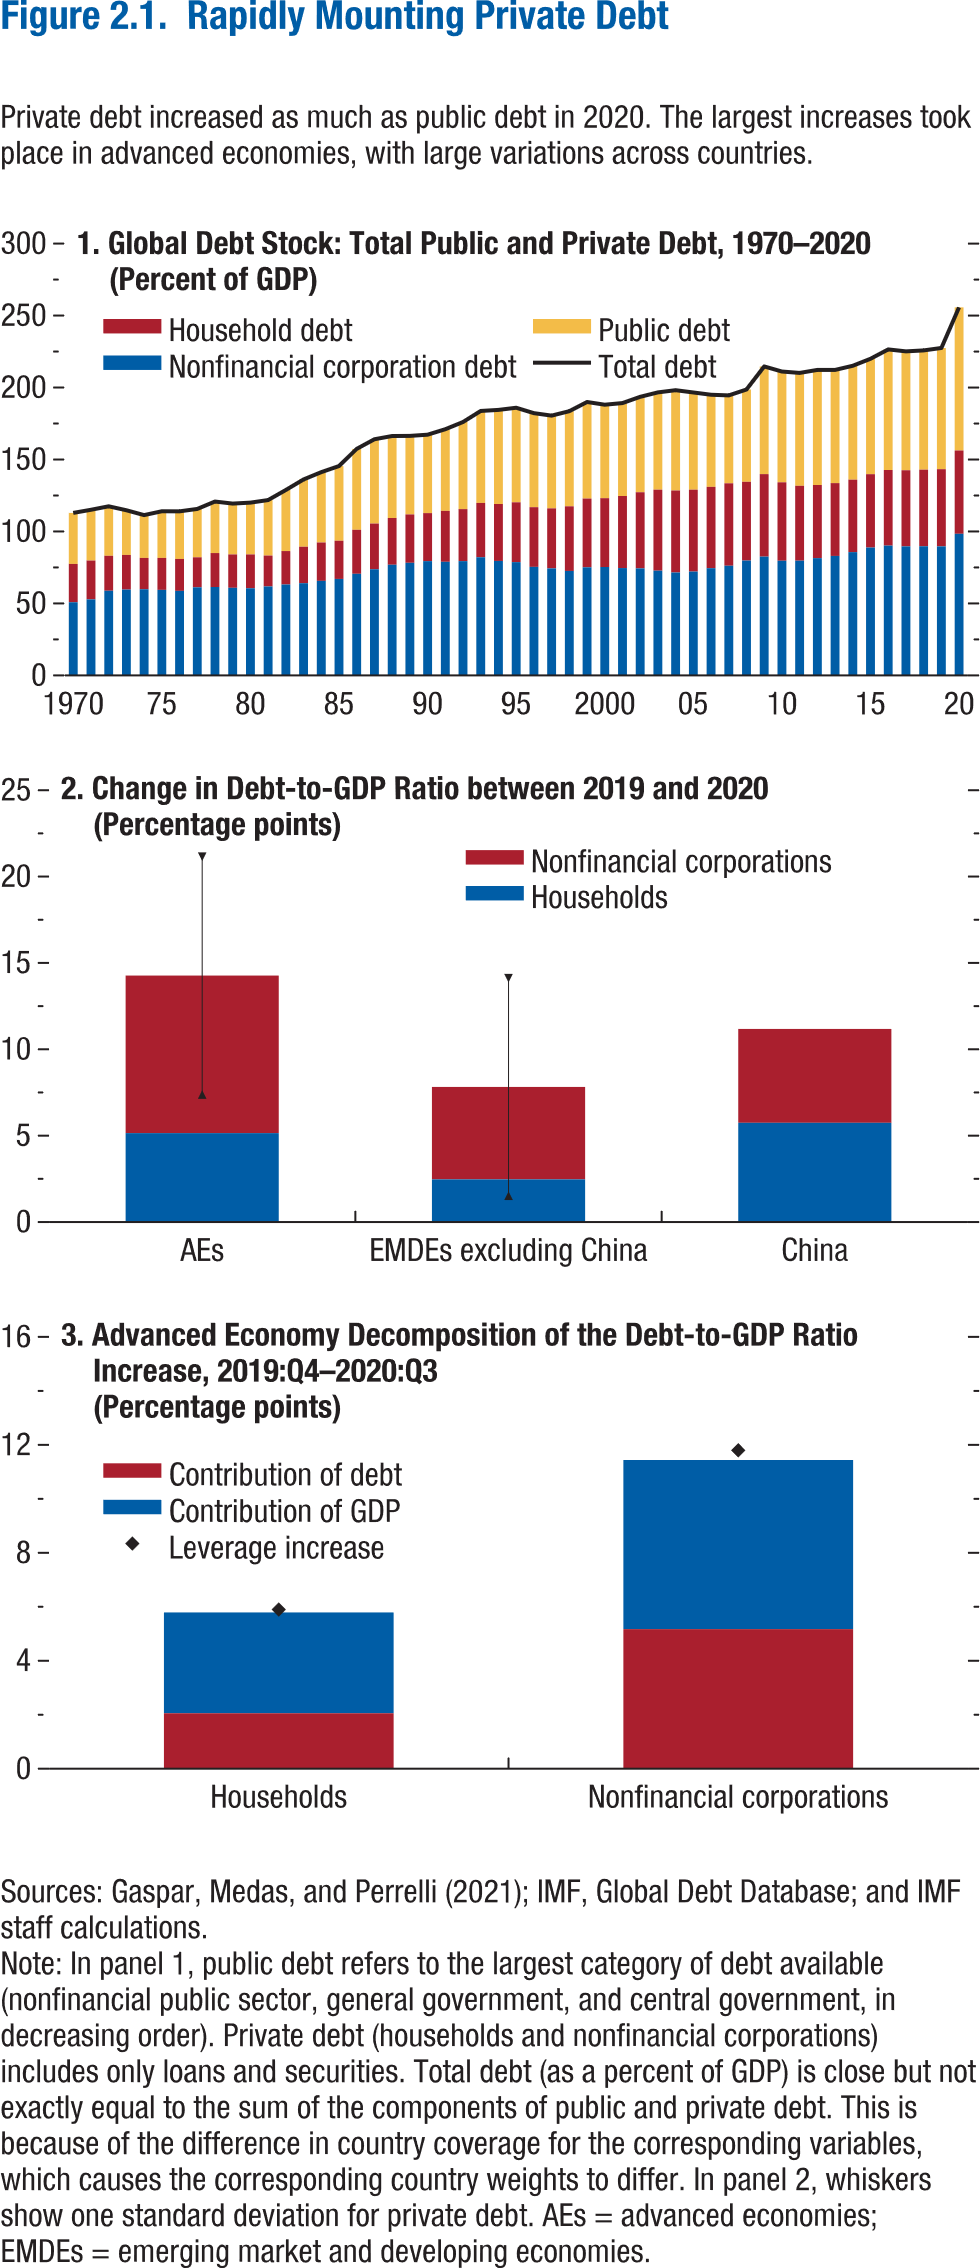 Figure 2.1. Rapidly Mounting Private Debt
Private debt increased as much as public debt in 2020. The largest increases took
place in advanced economies, with large variations across countries.
1. Global Debt Stock: Total Public and Private Debt, 1970–2020
(Percent of GDP)
Household debt
Public debt
Nonfinancial corporation debt
Total debt
300
250
200
150
100
50
0
1970 75 80 85 90 95 2000 05 10 15 20
2. Change in Debt-to-GDP Ratio between 2019 and 2020
(Percentage points)
Nonfinancial corporations
Households
25
20
15
10
5
0
AEs EMDEs excluding China China
3. Advanced Economy Decomposition of the Debt-to-GDP Ratio
Increase, 2019:Q4–2020:Q3
(Percentage points)
Contribution of debt
Contribution of GDP
Leverage increase
16
12
8
4
0
Households Nonfinancial corporations
Sources: Gaspar, Medas, and Perrelli (2021); IMF, Global Debt Database; and IMF
staff calculations.
Note: In panel 1, public debt refers to the largest category of debt available
(nonfinancial public sector, general government, and central government, in
decreasing order). Private debt (households and nonfinancial corporations)
includes only loans and securities. Total debt (as a percent of GDP) is close but not
exactly equal to the sum of the components of public and private debt. This is
because of the difference in country coverage for the corresponding variables,
which causes the corresponding country weights to differ. In panel 2, whiskers
show one standard deviation for private debt. AEs = advanced economies;
EMDEs = emerging market and developing economies.